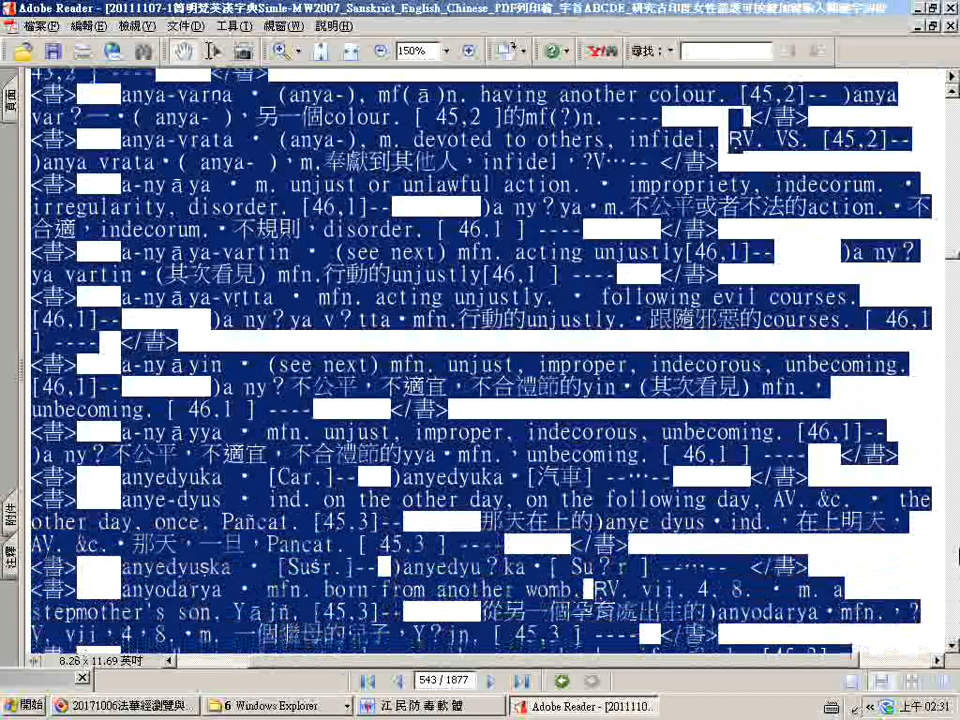 Adobe Reader - [20111107-1簡明梵英漢字典Simle-MW2007_Sanskrict_English_Chinese_PDF列印檔_字首ABCDE_研究古印度女性
檔案(F) 編輯(E) 檢視(V) 文件(D) 工具(T) 視窗(W) 說明(H)
150% 尋找:
頁面
附件
注釋
45,2 ] ---- </書>
<書> anya-varṇa • (anya-), mf(ā)n. having another colour. [45,2]-- )anya
var?一•( anya- )，另一個colour. [ 45,2 ]的mf(?)n. ---- </書>
<書> anya-vrata • (anya-), m. devoted to others, infidel, RV. VS. [45,2]--
)anya vrata•( anya- )，m.奉獻到其他人，infidel，?V…-- </書>
<書> a-nyāya • m. unjust or unlawful action. • impropriety, indecorum. •
irregularity, disorder. [46,1]-- )a ny?ya•m.不公平或者不法的action.•不
合適，indecorum.•不規則，disorder. [ 46.1 ] ---- </書>
<書> a-nyāya-vartin • (see next) mfn. acting unjustly[46,1]-- )a ny?
ya vartin•(其次看見) mfn.行動的unjustly[46,1 ] ---- </書>
<書> a-nyāya-vṛtta • mfn. acting unjustly. • following evil courses.
[46,1]-- )a ny?ya v?tta•mfn.行動的unjustly.•跟隨邪惡的courses. [ 46,1
] ---- </書>
<書> a-nyāyin • (see next) mfn. unjust, improper, indecorous, unbecoming.
[46,1]-- )a ny?不公平，不適宜，不合禮節的yin•(其次看見) mfn.，
unbecoming. [ 46.1 ] ---- </書>
<書> a-nyāyya • mfn. unjust, improper, indecorous, unbecoming. [46,1]--
)a ny?不公平，不適宜，不合禮節的yya•mfn.，unbecoming. [ 46,1 ] ---- </書>
<書> anyedyuka • [Car.]-- )anyedyuka•[汽車] --…-- </書>
<書> anye-dyus • ind. on the other day, on the following day, AV. &c. • the
other day, once, Pañcat. [45,3]-- 那天在上的)anye dyus•ind.，在上明天，
AV. &c.•那天，一旦，Pancat. [ 45,3 ] ---- </書>
<書> anyedyuṣka • [Suśr.]-- )anyedyu?ka•[ Su?r ] --…-- </書>
<書> anyodarya • mfn. born from another womb, RV. vii, 4, 8. • m. a
stepmother's son, Yājñ. [45,3]-- 從另一個孕育處出生的)anyodarya•mfn.，?
V. vii，4，8.•m. 一個繼母的兒子，Y?jn. [ 45,3 ] ---- </書>
8.26 x 11.69 英吋
543 / 1877
開始 20171006法華經瀏覽與... 6 Windows Explorer 江民防毒軟體 Adobe Reader - [2011110... 上午 02:31